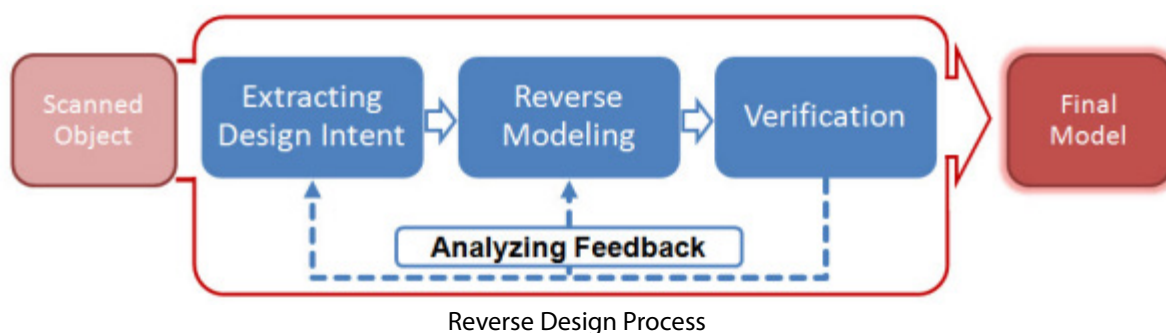 Scanned
Object
Extracting
Design Intent
Reverse
Modeling
Verification
Final
Model
Analyzing Feedback
Reverse Design Process